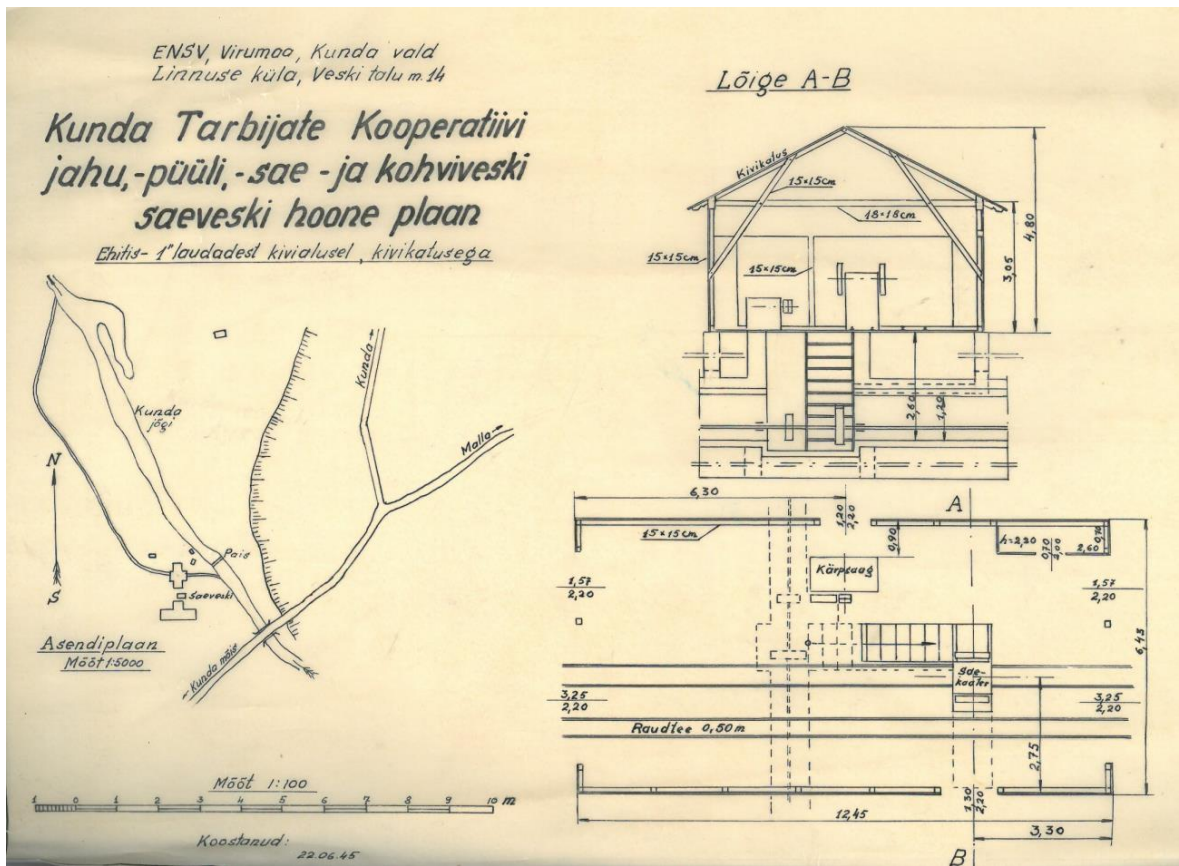 ENSV, Virumaa, Kunda vald
Linnuse küla, Veski talu m. 14
Kunda Tarbijate Kooperatiivi
jahu,-püüli,-sae-ja kohviveski
saeveski hoone plaan
Ehitis-1" laudadest kivialusel, kivikatusega
Kunda
jõgi
N
S
Pais
saeveski
Kunda
Malla
Kunda mõis
Asendiplaan
Mõõt 1:5000
Mõõt 1:100
1 0 1 2 3 4 5 6 7 8 9 10 m
Koostanud:
22.06.45
Lõige A-B
Kivikatus
15×15cm
18×18cm
15×15cm
15×15cm
3,05
4,80
2,60
1,20
6,30
A
15×15cm
1,20
2,20
0,90
h=2,20
0,70
2,00
2,60
0,70
Kärpsaag
1,57
2,20
1,57
2,20
6,45
Sae-
kaater
3,25
2,20
3,25
2,20
Raudtee 0,50m
2,75
1,30
2,20
12,45
3,30
B